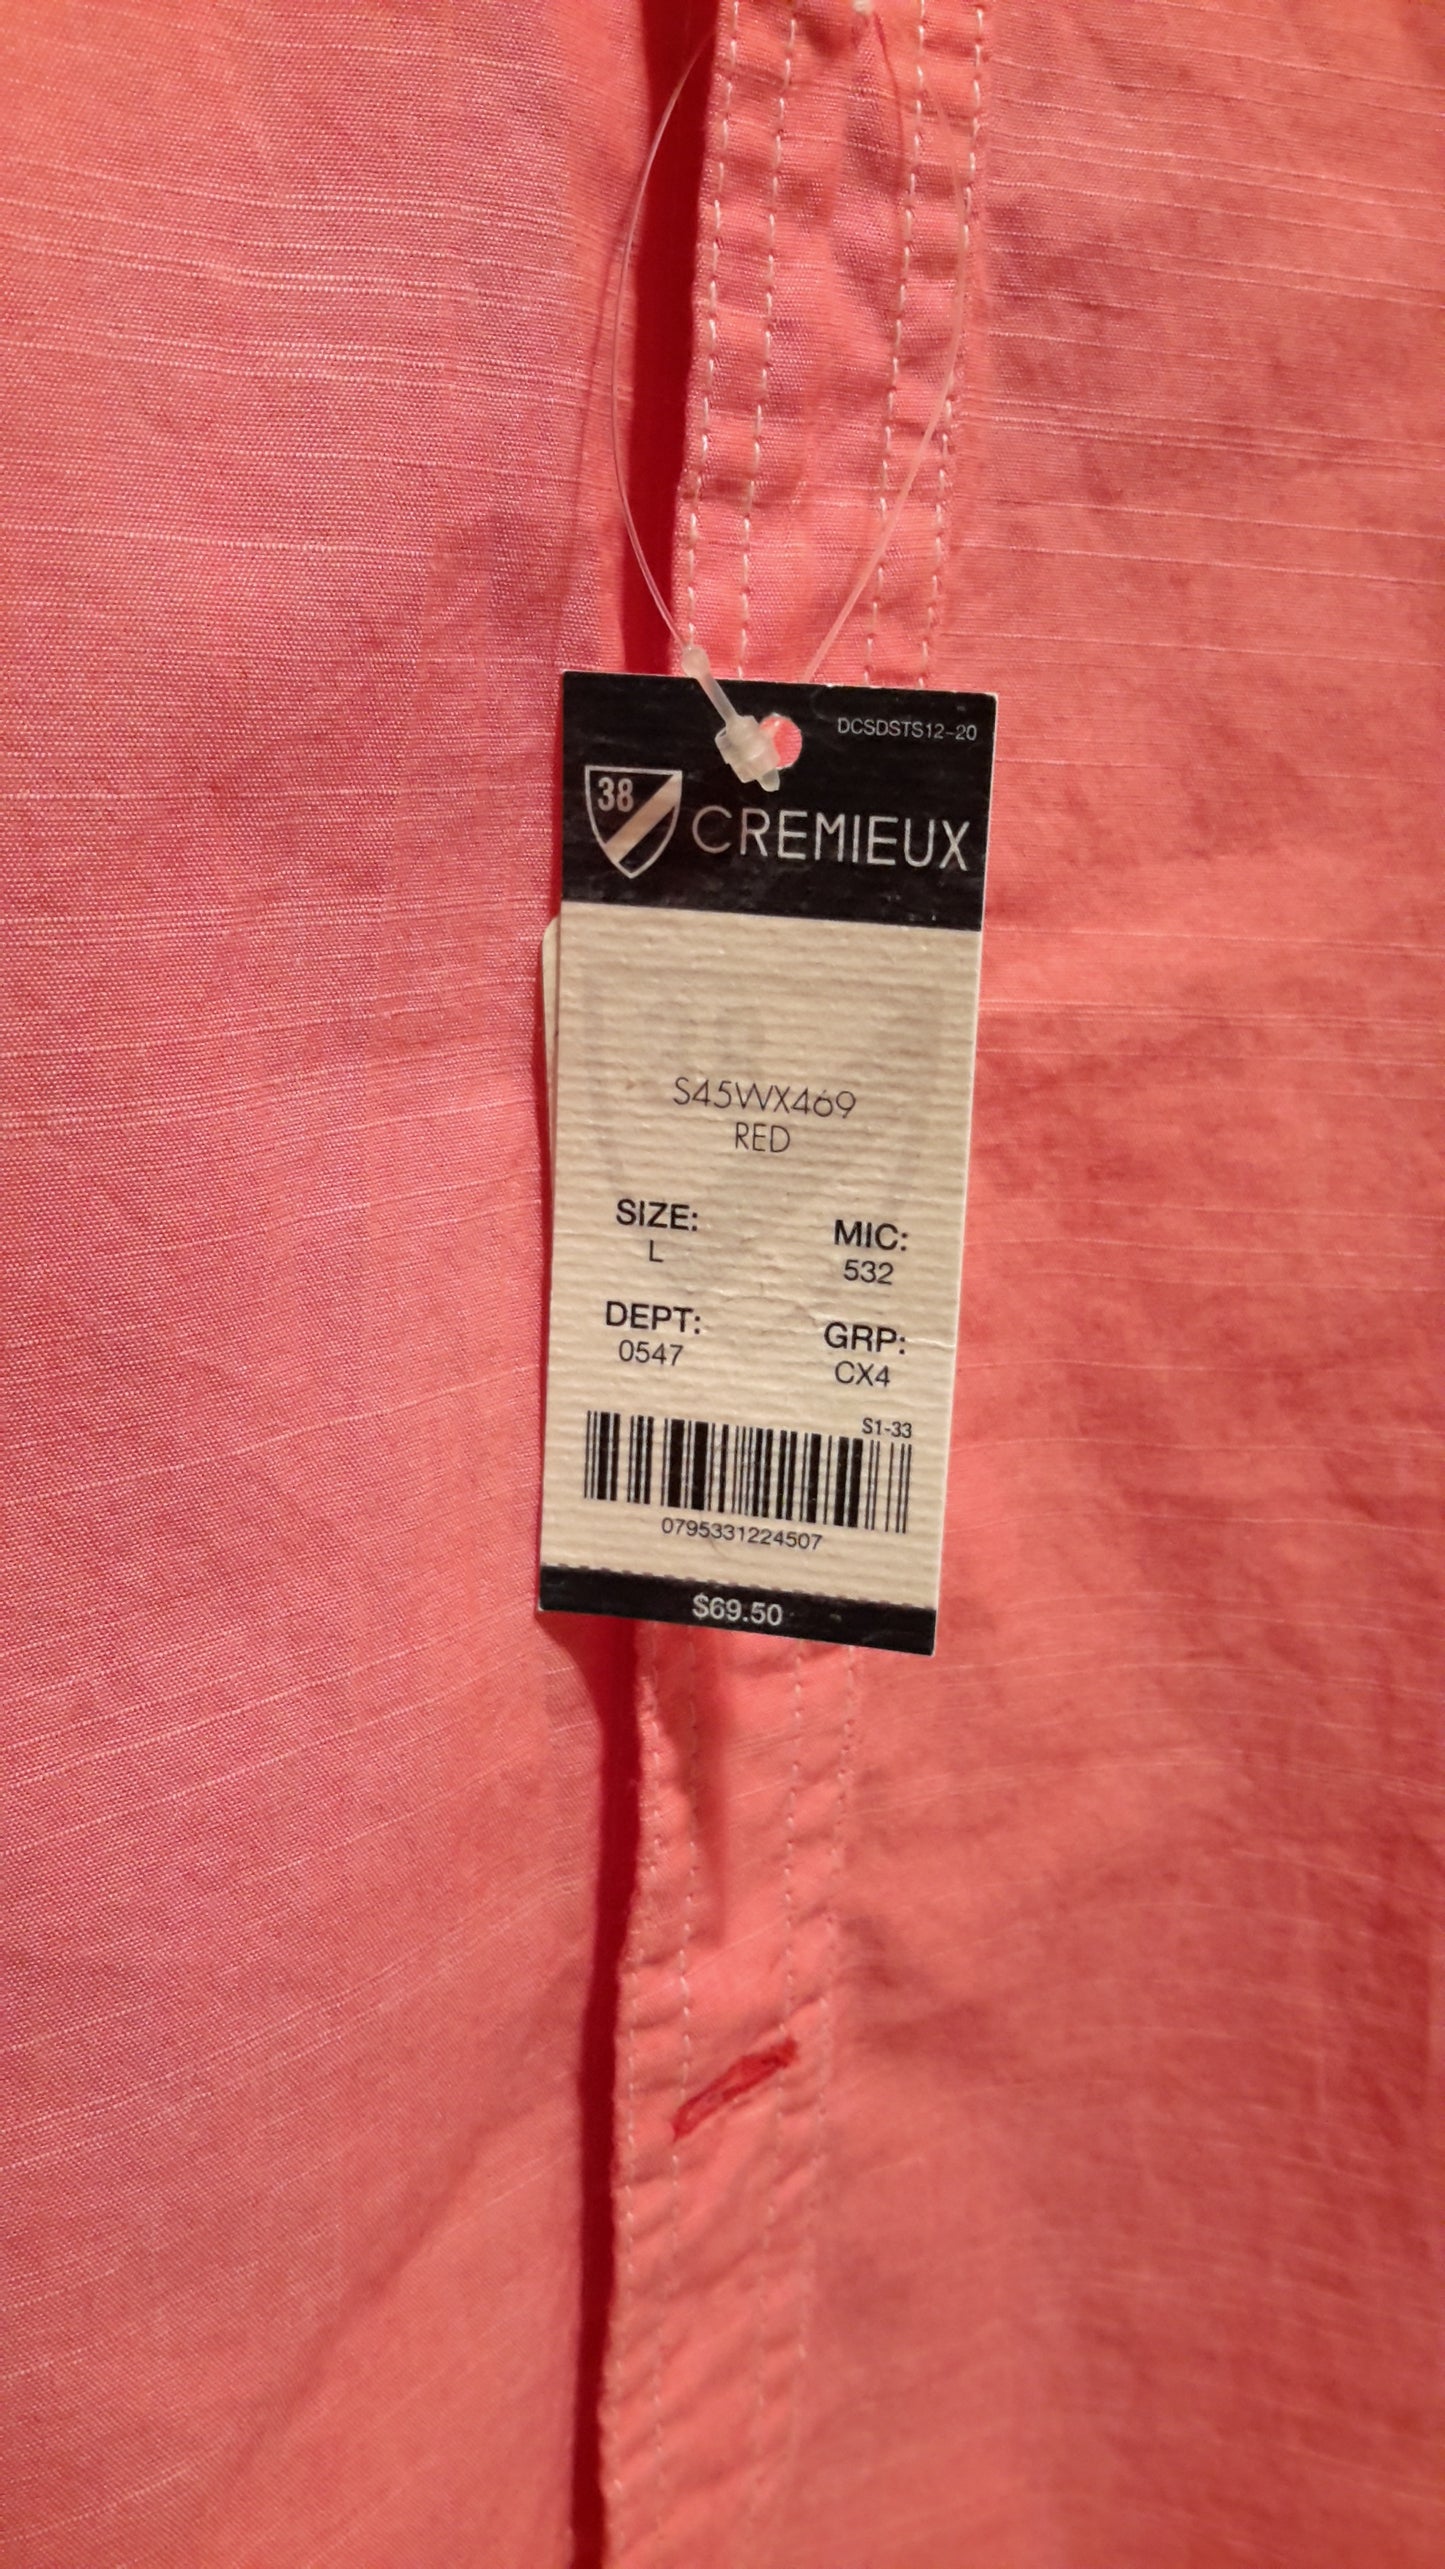 DCSDSTS12-20
38 CREMIEUX
S45WX469
RED
SIZE: MIC:
L 532
DEPT: GRP:
0547 CX4
S1-33
0795331224507
$69.50